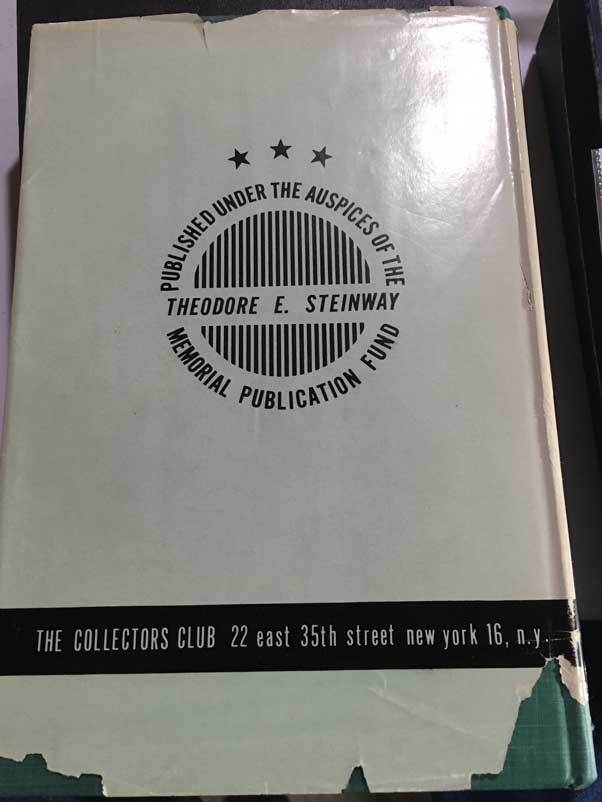 PUBLISHED UNDER THE AUSPICES OF THE
THEODORE E. STEINWAY
MEMORIAL PUBLICATION FUND
THE COLLECTORS CLUB 22 east 35th street new york 16, n.y.